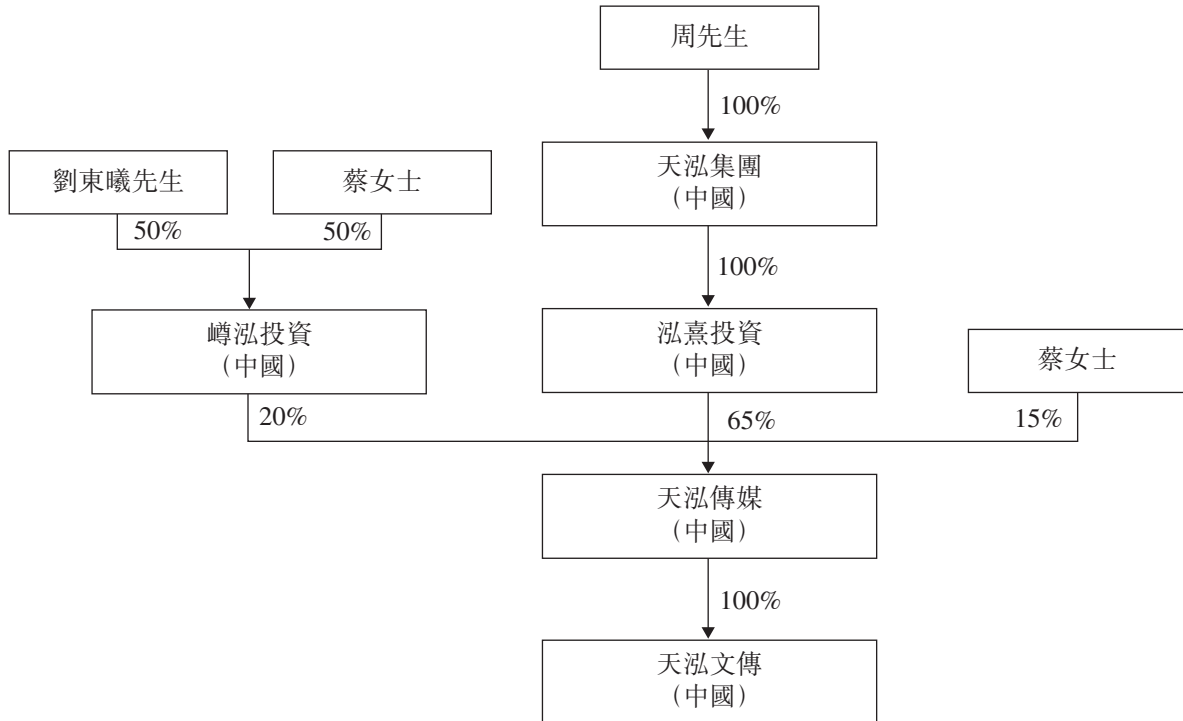 周先生
100%
天泓集團
（中國）
劉東曦先生
蔡女士
50%
50%
100%
嶟泓投資
（中國）
泓熹投資
（中國）
蔡女士
20%
65%
15%
天泓傳媒
（中國）
100%
天泓文傳
（中國）